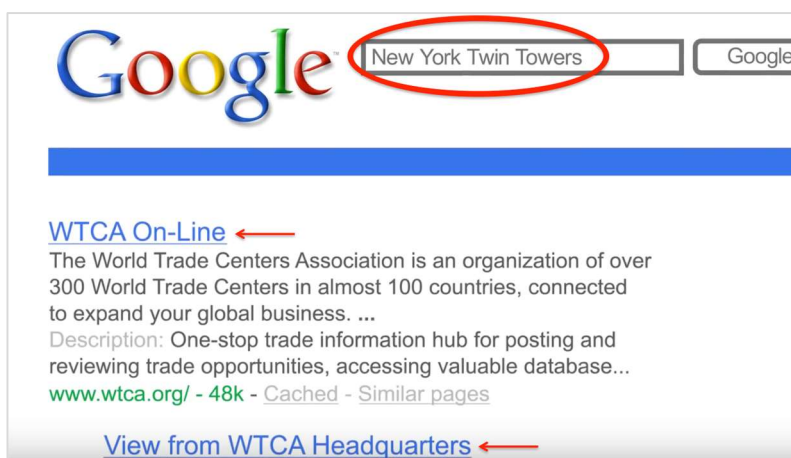 Google™ New York Twin Towers Google
WTCA On-Line
The World Trade Centers Association is an organization of over
300 World Trade Centers in almost 100 countries, connected
to expand your global business. ...
Description: One-stop trade information hub for posting and
reviewing trade opportunities, accessing valuable database...
www.wtca.org/ - 48k - Cached - Similar pages
View from WTCA Headquarters